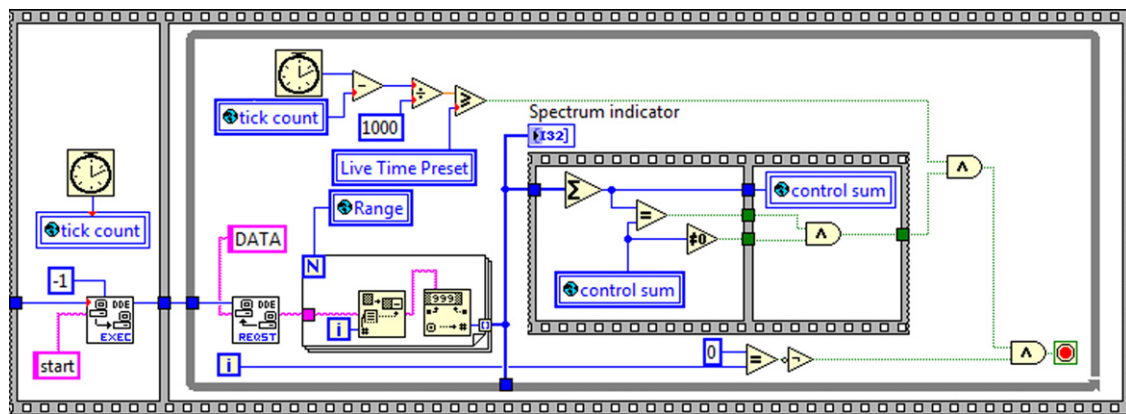 tick count
-1
DDE
EXEC
start
tick count
1000
Live Time Preset
Range
DATA
N
DDE
REQST
i
#
999
#
i
Spectrum indicator
I32
Σ
=
≠0
control sum
control sum
∧
∧
0
=
∧